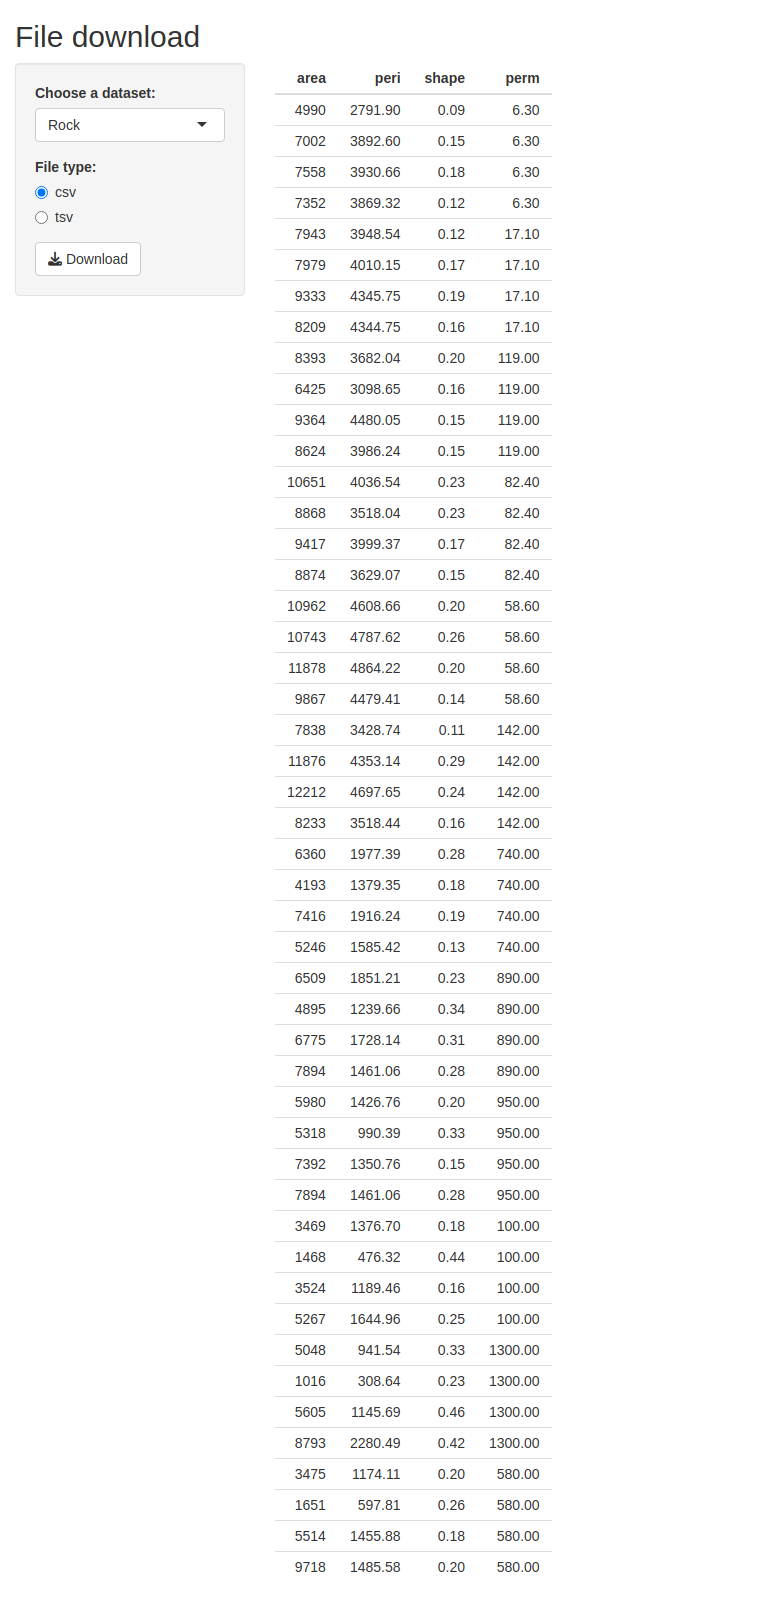 File download
Choose a dataset:
Rock
File type:
csv
tsv
Download
area peri shape perm
4990 2791.90 0.09 6.30
7002 3892.60 0.15 6.30
7558 3930.66 0.18 6.30
7352 3869.32 0.12 6.30
7943 3948.54 0.12 17.10
7979 4010.15 0.17 17.10
9333 4345.75 0.19 17.10
8209 4344.75 0.16 17.10
8393 3682.04 0.20 119.00
6425 3098.65 0.16 119.00
9364 4480.05 0.15 119.00
8624 3986.24 0.15 119.00
10651 4036.54 0.23 82.40
8868 3518.04 0.23 82.40
9417 3999.37 0.17 82.40
8874 3629.07 0.15 82.40
10962 4608.66 0.20 58.60
10743 4787.62 0.26 58.60
11878 4864.22 0.20 58.60
9867 4479.41 0.14 58.60
7838 3428.74 0.11 142.00
11876 4353.14 0.29 142.00
12212 4697.65 0.24 142.00
8233 3518.44 0.16 142.00
6360 1977.39 0.28 740.00
4193 1379.35 0.18 740.00
7416 1916.24 0.19 740.00
5246 1585.42 0.13 740.00
6509 1851.21 0.23 890.00
4895 1239.66 0.34 890.00
6775 1728.14 0.31 890.00
7894 1461.06 0.28 890.00
5980 1426.76 0.20 950.00
5318 990.39 0.33 950.00
7392 1350.76 0.15 950.00
7894 1461.06 0.28 950.00
3469 1376.70 0.18 100.00
1468 476.32 0.44 100.00
3524 1189.46 0.16 100.00
5267 1644.96 0.25 100.00
5048 941.54 0.33 1300.00
1016 308.64 0.23 1300.00
5605 1145.69 0.46 1300.00
8793 2280.49 0.42 1300.00
3475 1174.11 0.20 580.00
1651 597.81 0.26 580.00
5514 1455.88 0.18 580.00
9718 1485.58 0.20 580.00